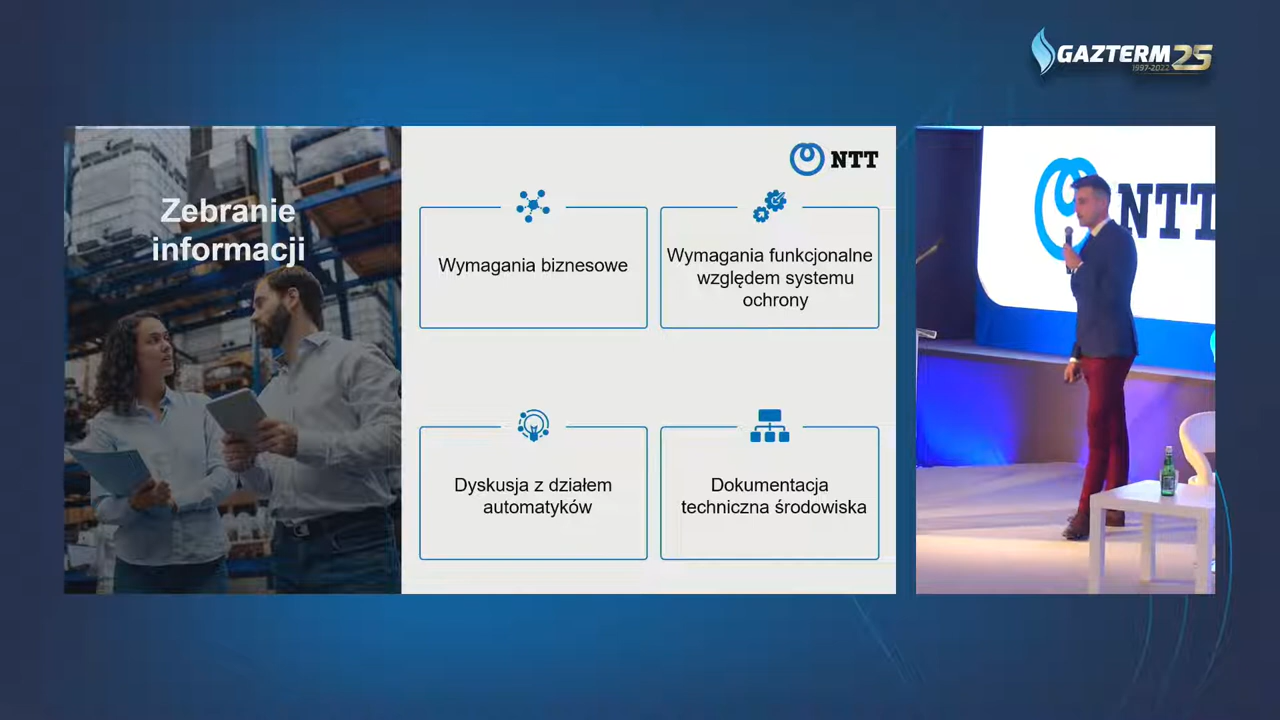 GAZTERM 25
1997-2022
Zebranie
informacji
NTT
Wymagania biznesowe
Wymagania funkcjonalne
względem systemu
ochrony
Dyskusja z działem
automatyków
Dokumentacja
techniczna środowiska
NTT